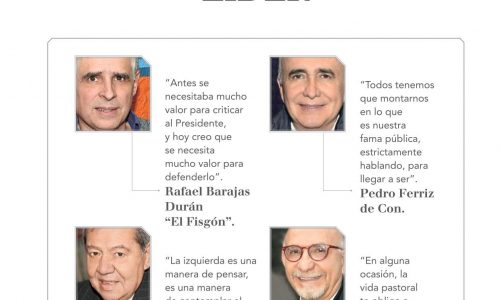 LÍDER
“Antes se
necesitaba mucho
valor para criticar
al Presidente,
y hoy creo que
se necesita
mucho valor para
defenderlo”.
Rafael Barajas
Durán
“El Fisgón”.
“Todos tenemos
que montarnos
en lo que
es nuestra
fama pública,
estrictamente
hablando, para
llegar a ser”.
Pedro Ferriz
de Con.
“La izquierda es una
manera de pensar,
es una manera
“En alguna
ocasión, la
vida pastoral